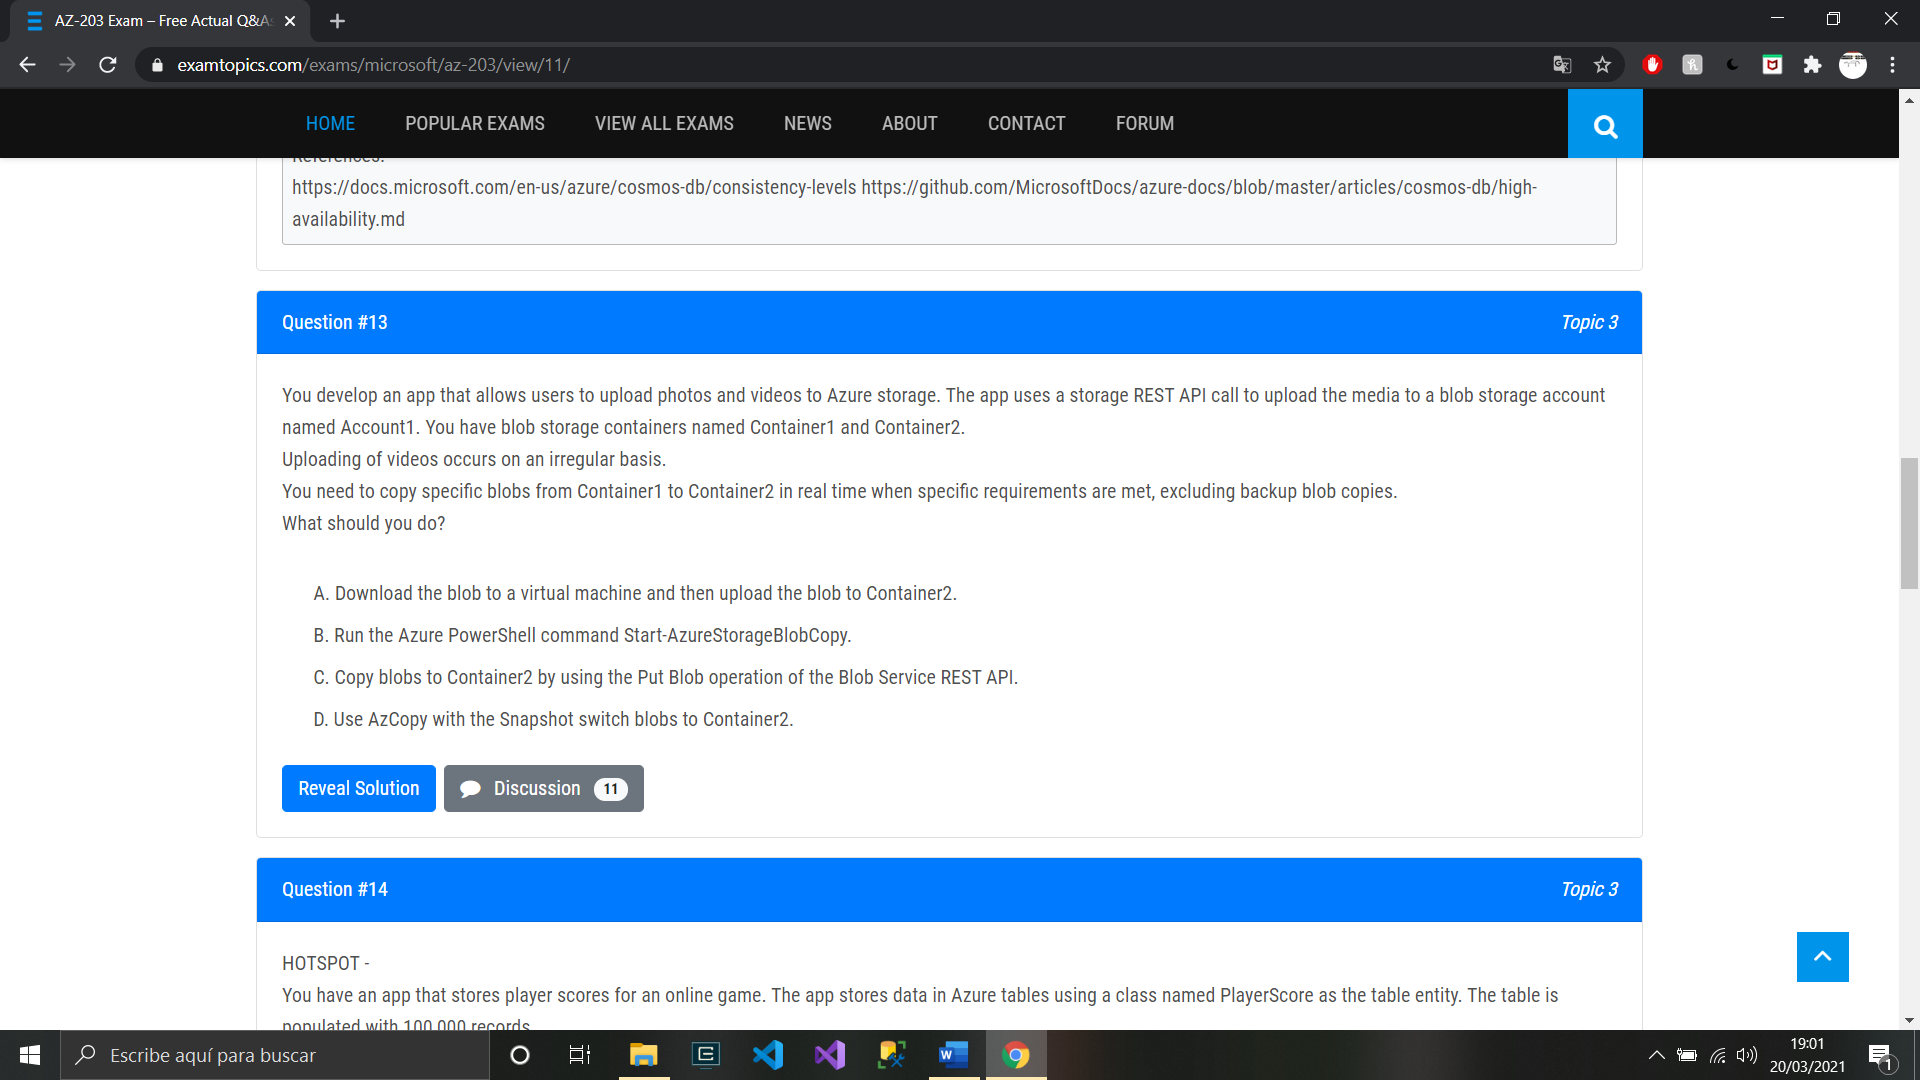 AZ-203 Exam – Free Actual Q&As
examtopics.com/exams/microsoft/az-203/view/11/
HOME POPULAR EXAMS VIEW ALL EXAMS NEWS ABOUT CONTACT FORUM
References:
https://docs.microsoft.com/en-us/azure/cosmos-db/consistency-levels https://github.com/MicrosoftDocs/azure-docs/blob/master/articles/cosmos-db/high-
availability.md
Question #13 Topic 3
You develop an app that allows users to upload photos and videos to Azure storage. The app uses a storage REST API call to upload the media to a blob storage account
named Account1. You have blob storage containers named Container1 and Container2.
Uploading of videos occurs on an irregular basis.
You need to copy specific blobs from Container1 to Container2 in real time when specific requirements are met, excluding backup blob copies.
What should you do?
A. Download the blob to a virtual machine and then upload the blob to Container2.
B. Run the Azure PowerShell command Start-AzureStorageBlobCopy.
C. Copy blobs to Container2 by using the Put Blob operation of the Blob Service REST API.
D. Use AzCopy with the Snapshot switch blobs to Container2.
Reveal Solution Discussion 11
Question #14 Topic 3
HOTSPOT -
You have an app that stores player scores for an online game. The app stores data in Azure tables using a class named PlayerScore as the table entity. The table is
populated with 100,000 records.
Escribe aquí para buscar
19:01
20/03/2021
1